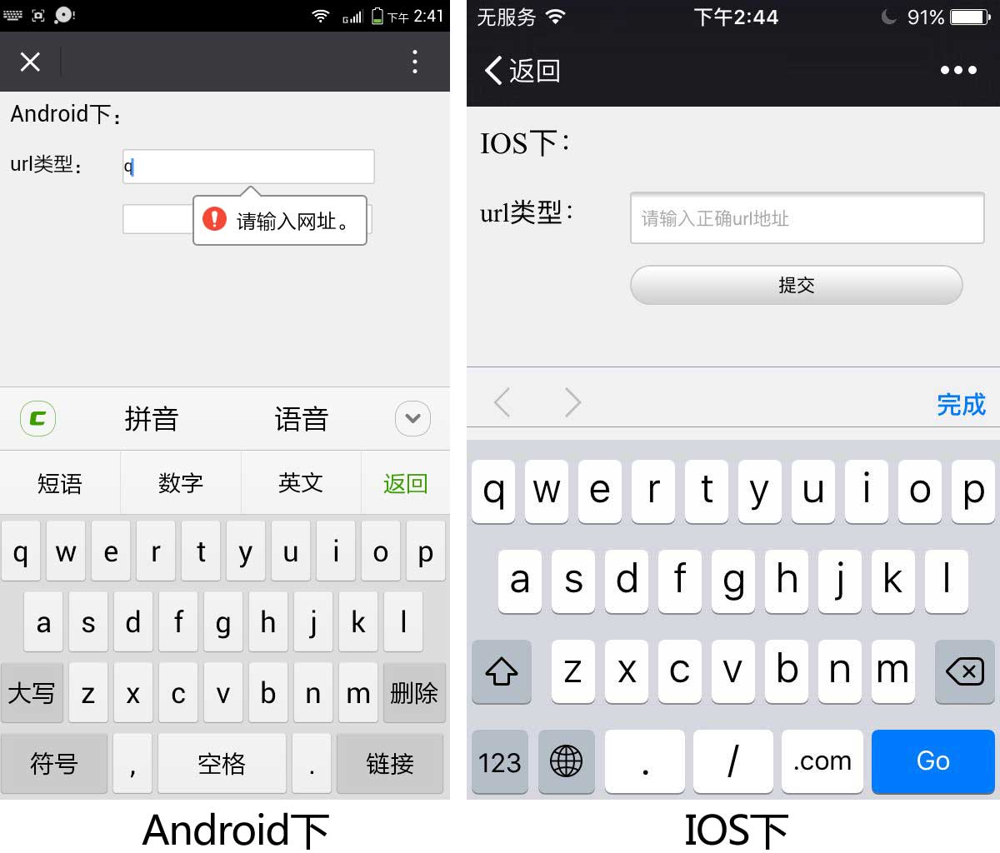 下午 2:41
Android下：
url类型：
q
请输入网址。
拼音 语音
短语 数字 英文 返回
q w e r t y u i o p
a s d f g h j k l
大写 z x c v b n m 删除
符号 , 空格 . 链接
Android下
无服务 下午2:44 91%
返回
IOS下：
url类型：
请输入正确url地址
提交
完成
q w e r t y u i o p
a s d f g h j k l
z x c v b n m
123 . / .com Go
IOS下